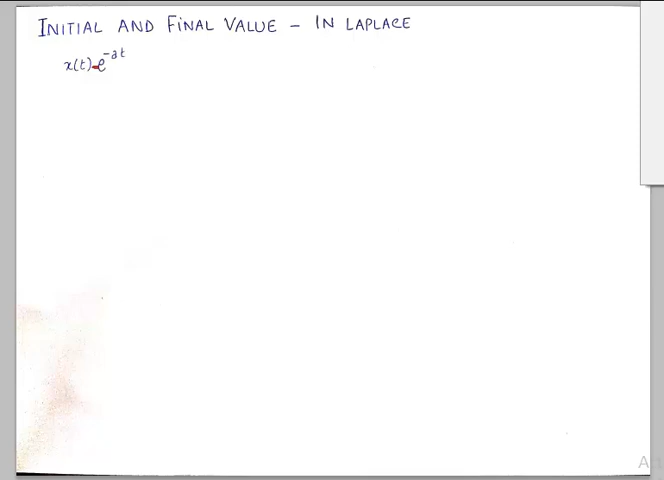 INITIAL AND FINAL VALUE - IN LAPLACE
x(t)=e^-at
A